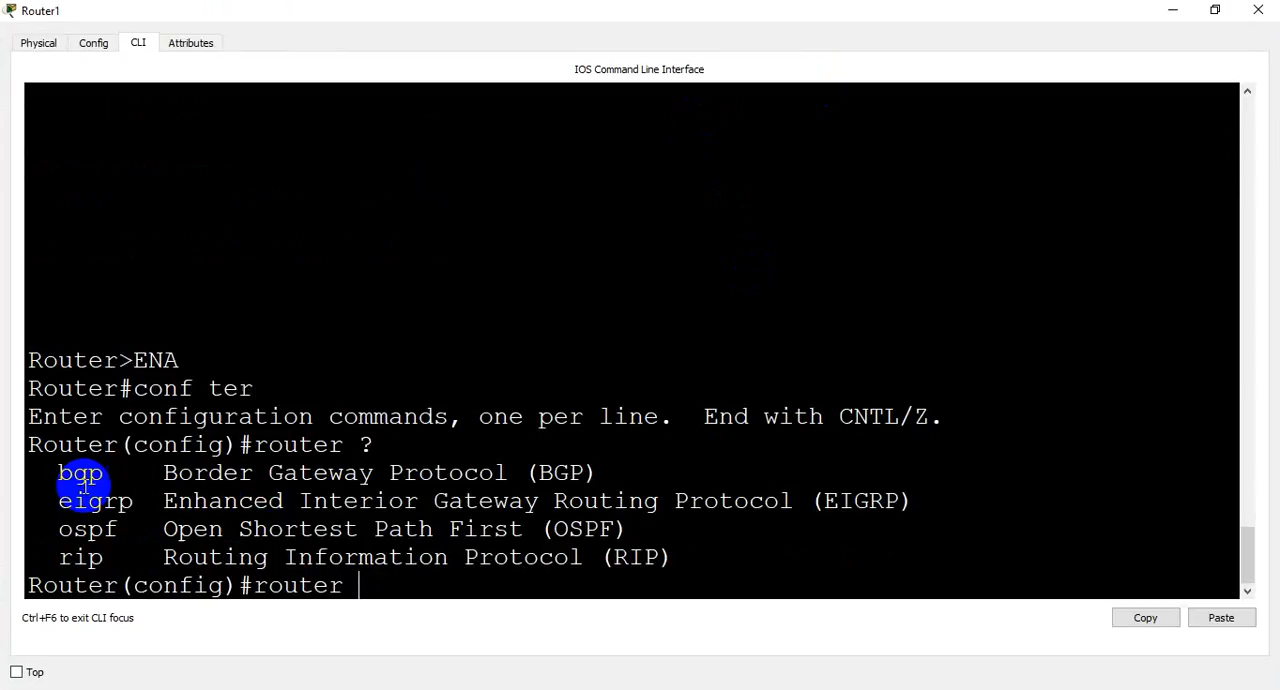 Router1
Physical Config CLI Attributes
IOS Command Line Interface
Router>ENA
Router#conf ter
Enter configuration commands, one per line.  End with CNTL/Z.
Router(config)#router ?
  bgp    Border Gateway Protocol (BGP)
  eigrp  Enhanced Interior Gateway Routing Protocol (EIGRP)
  ospf   Open Shortest Path First (OSPF)
  rip    Routing Information Protocol (RIP)
Router(config)#router
Ctrl+F6 to exit CLI focus
Copy Paste
Top